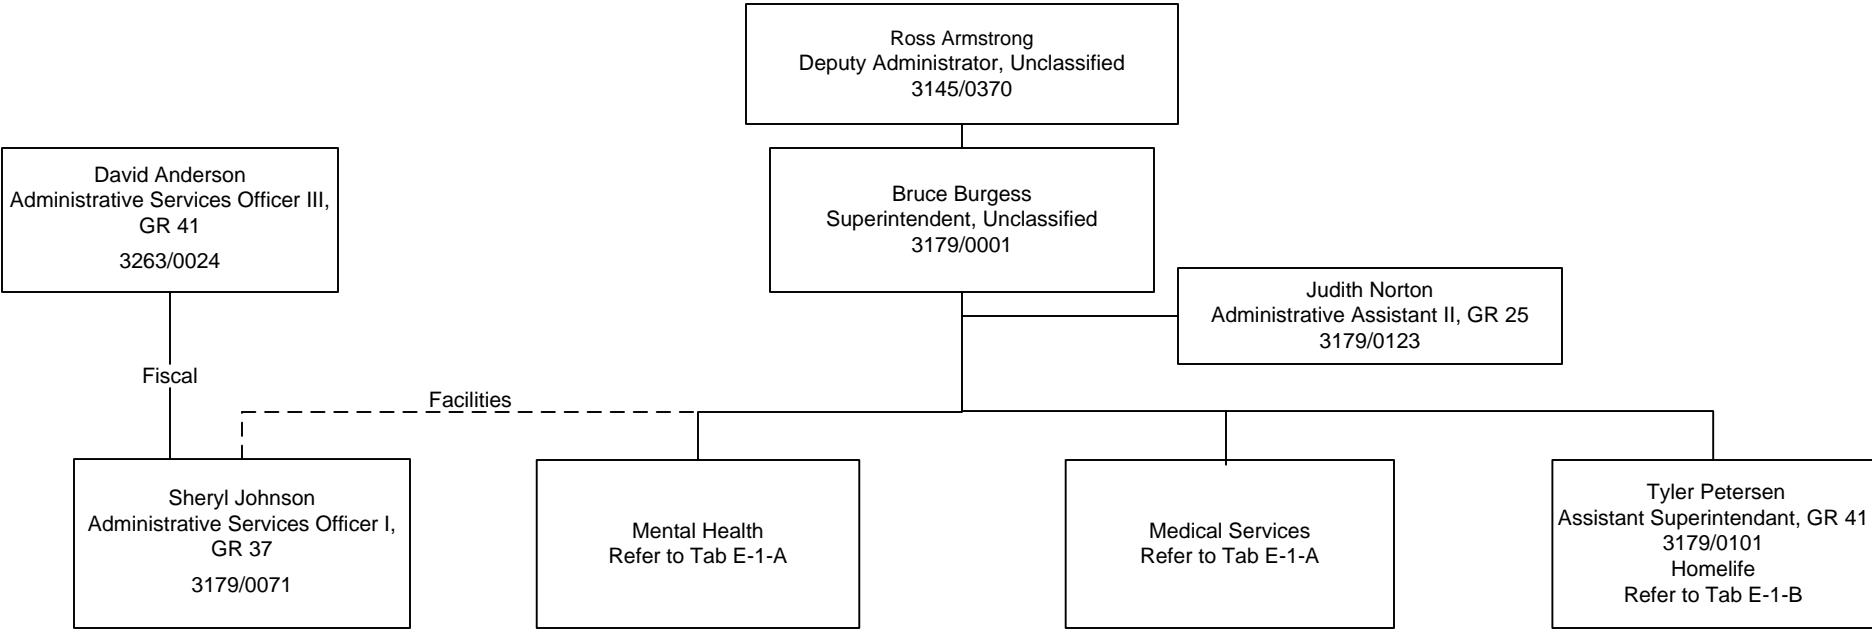 Ross Armstrong
Deputy Administrator, Unclassified
3145/0370
David Anderson
Administrative Services Officer III,
GR 41
3263/0024
Bruce Burgess
Superintendent, Unclassified
3179/0001
Judith Norton
Administrative Assistant II, GR 25
3179/0123
Fiscal
Facilities
Sheryl Johnson
Administrative Services Officer I,
GR 37
3179/0071
Mental Health
Refer to Tab E-1-A
Medical Services
Refer to Tab E-1-A
Tyler Petersen
Assistant Superintendant, GR 41
3179/0101
Homelife
Refer to Tab E-1-B